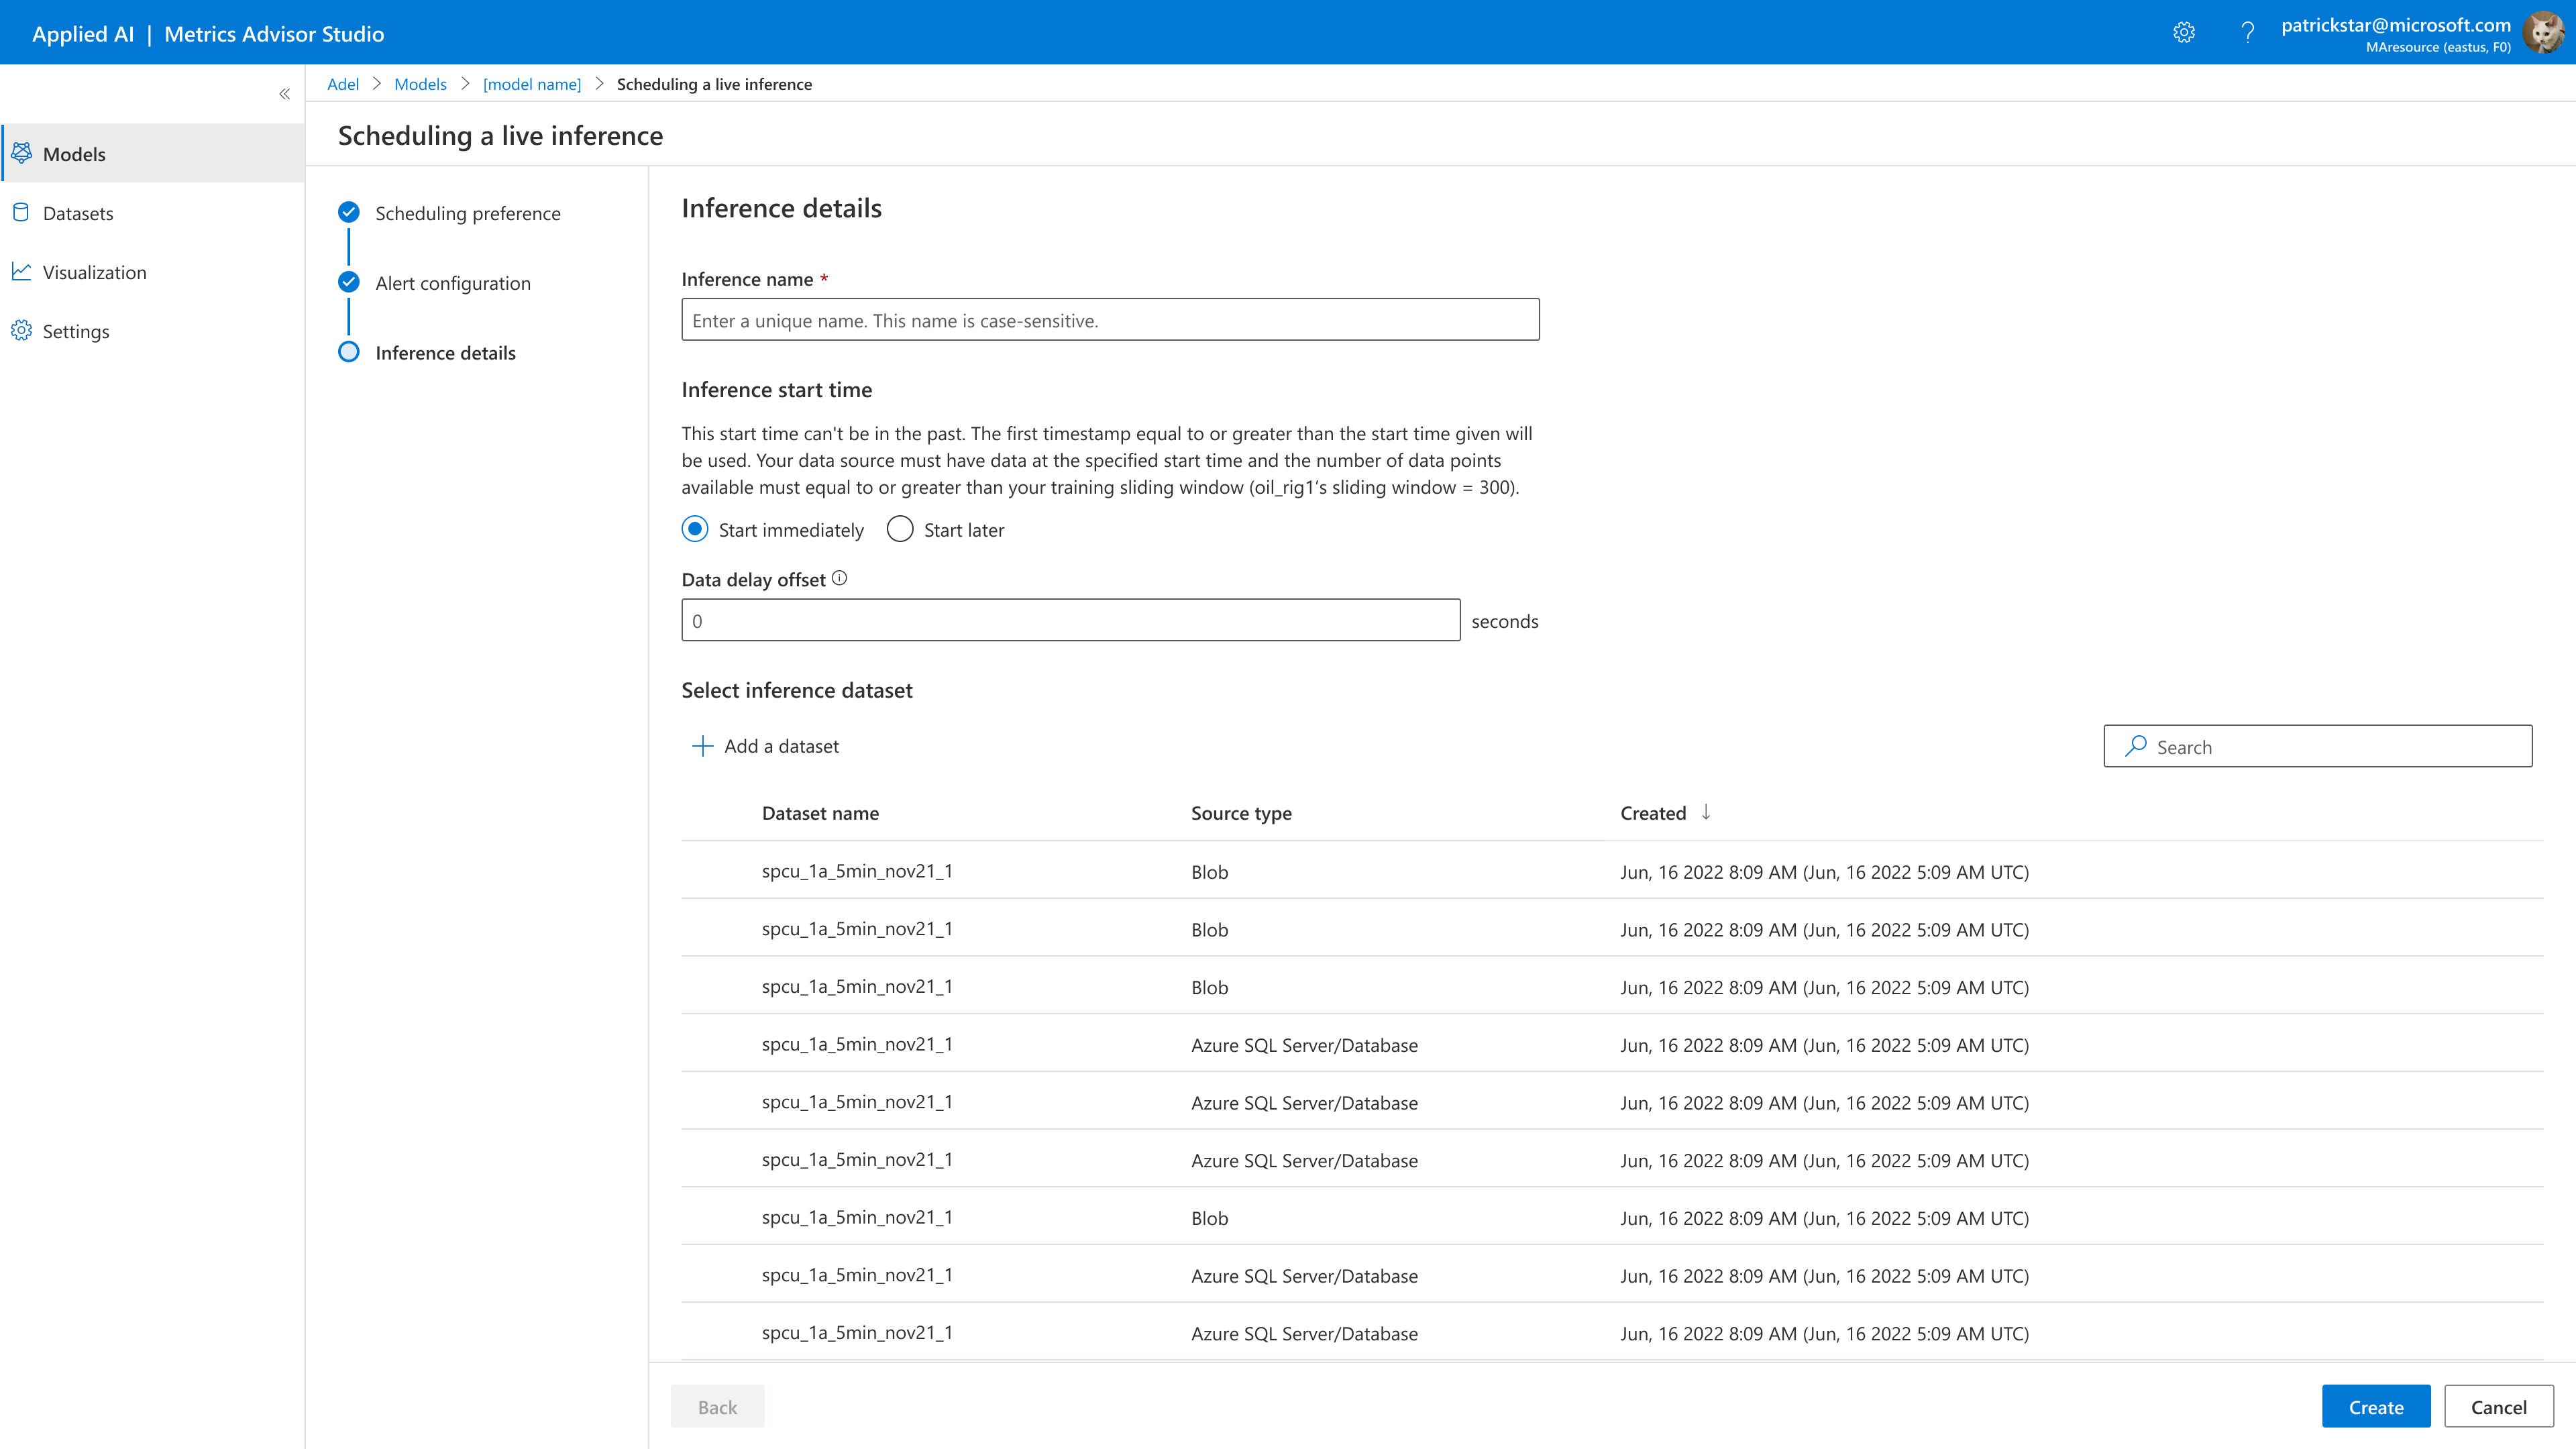 Applied AI | Metrics Advisor Studio
patrickstar@microsoft.com
MAresource (eastus, F0)
Adel > Models > [model name] > Scheduling a live inference
Models
Datasets
Visualization
Settings
Scheduling a live inference
Scheduling preference
Alert configuration
Inference details
Inference details
Inference name *
Enter a unique name. This name is case-sensitive.
Inference start time
This start time can't be in the past. The first timestamp equal to or greater than the start time given will
be used. Your data source must have data at the specified start time and the number of data points
available must equal to or greater than your training sliding window (oil_rig1’s sliding window = 300).
Start immediately Start later
Data delay offset
0 seconds
Select inference dataset
Add a dataset
Search
Dataset name Source type Created ↓
spcu_1a_5min_nov21_1 Blob Jun, 16 2022 8:09 AM (Jun, 16 2022 5:09 AM UTC)
spcu_1a_5min_nov21_1 Blob Jun, 16 2022 8:09 AM (Jun, 16 2022 5:09 AM UTC)
spcu_1a_5min_nov21_1 Blob Jun, 16 2022 8:09 AM (Jun, 16 2022 5:09 AM UTC)
spcu_1a_5min_nov21_1 Azure SQL Server/Database Jun, 16 2022 8:09 AM (Jun, 16 2022 5:09 AM UTC)
spcu_1a_5min_nov21_1 Azure SQL Server/Database Jun, 16 2022 8:09 AM (Jun, 16 2022 5:09 AM UTC)
spcu_1a_5min_nov21_1 Azure SQL Server/Database Jun, 16 2022 8:09 AM (Jun, 16 2022 5:09 AM UTC)
spcu_1a_5min_nov21_1 Blob Jun, 16 2022 8:09 AM (Jun, 16 2022 5:09 AM UTC)
spcu_1a_5min_nov21_1 Azure SQL Server/Database Jun, 16 2022 8:09 AM (Jun, 16 2022 5:09 AM UTC)
spcu_1a_5min_nov21_1 Azure SQL Server/Database Jun, 16 2022 8:09 AM (Jun, 16 2022 5:09 AM UTC)
Back
Create
Cancel